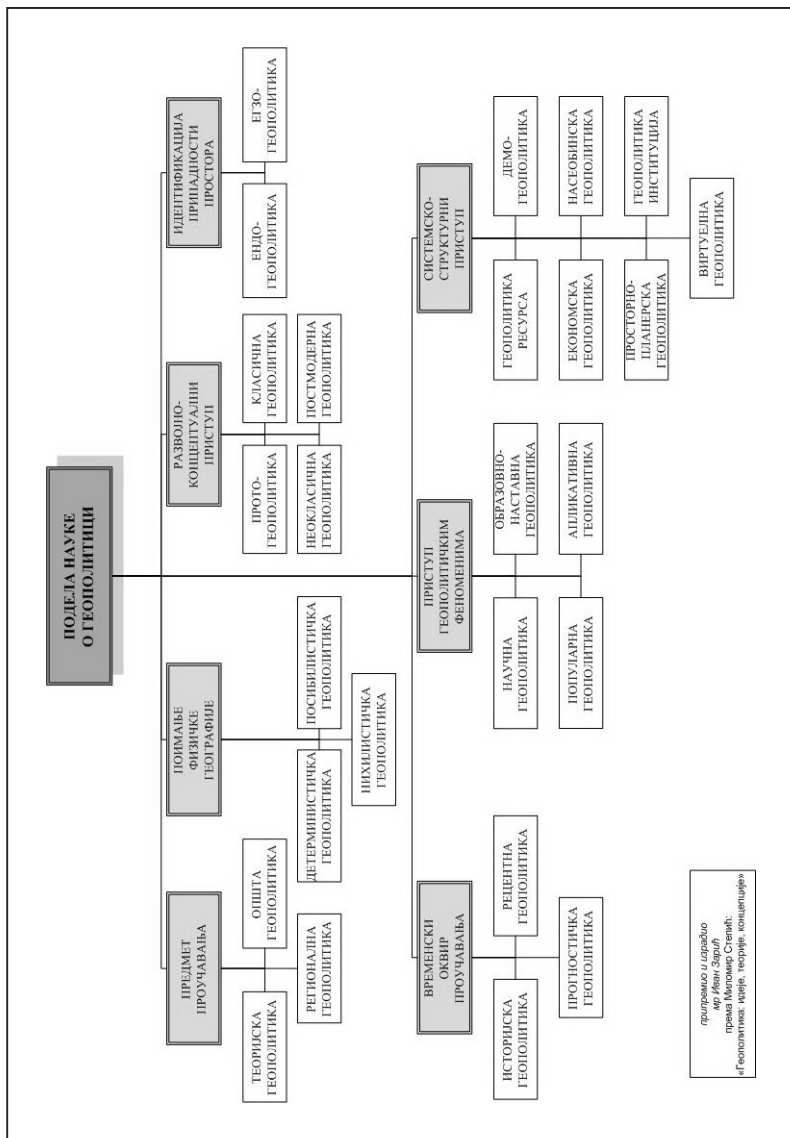 ПОДЕЛА НАУКЕ
О ГЕОПОЛИТИЦИ
ПРЕДМЕТ
ПРОУЧАВАЊА
ТЕОРИЈСКА
ГЕОПОЛИТИКА
ОПШТА
ГЕОПОЛИТИКА
РЕГИОНАЛНА
ГЕОПОЛИТИКА
ПОИМАЊЕ
ФИЗИЧКЕ
ГЕОГРАФИЈЕ
ДЕТЕРМИНИСТИЧКА
ГЕОПОЛИТИКА
ПОСИБИЛИСТИЧКА
ГЕОПОЛИТИКА
НИХИЛИСТИЧКА
ГЕОПОЛИТИКА
РАЗВОЈНО-
КОНЦЕПТУАЛНИ
ПРИСТУП
ПРОТО-
ГЕОПОЛИТИКА
КЛАСИЧНА
ГЕОПОЛИТИКА
НЕОКЛАСИЧНА
ГЕОПОЛИТИКА
ПОСТМОДЕРНА
ГЕОПОЛИТИКА
ИДЕНТИФИКАЦИЈА
ПРИПАДНОСТИ
ПРОСТОРА
ЕНДО-
ГЕОПОЛИТИКА
ЕГЗО-
ГЕОПОЛИТИКА
ВРЕМЕНСКИ
ОКВИР
ПРОУЧАВАЊА
ИСТОРИЈСКА
ГЕОПОЛИТИКА
РЕЦЕНТНА
ГЕОПОЛИТИКА
ПРОГНОСТИЧКА
ГЕОПОЛИТИКА
ПРИСТУП
ГЕОПОЛИТИЧКИМ
ФЕНОМЕНИМА
НАУЧНА
ГЕОПОЛИТИКА
ОБРАЗОВНО-
НАСТАВНА
ГЕОПОЛИТИКА
ПОПУЛАРНА
ГЕОПОЛИТИКА
АПЛИКАТИВНА
ГЕОПОЛИТИКА
СИСТЕМСКО-
СТРУКТУРНИ
ПРИСТУП
ГЕОПОЛИТИКА
РЕСУРСА
ДЕМО-
ГЕОПОЛИТИКА
ЕКОНОМСКА
ГЕОПОЛИТИКА
НАСЕОБИНСКА
ГЕОПОЛИТИКА
ПРОСТОРНО-
ПЛАНЕРСКА
ГЕОПОЛИТИКА
ГЕОПОЛИТИКА
ИНСТИТУЦИЈА
ВИРТУЕЛНА
ГЕОПОЛИТИКА
припремио и израдио
мр Иван Зарић
према Миломир Степић:
«Геополитика: идеје, теорије, концепције»